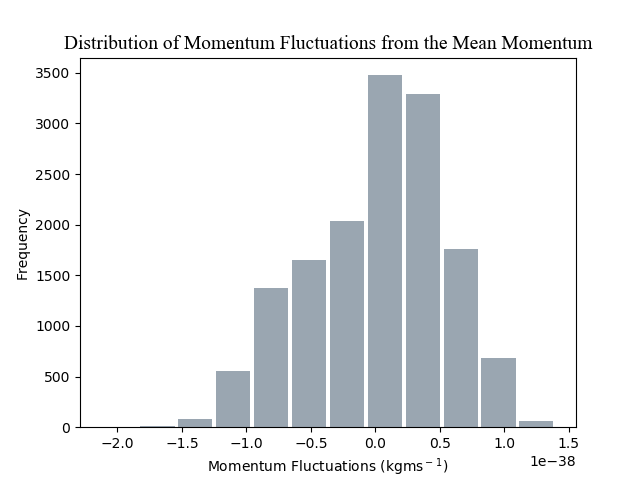 Distribution of Momentum Fluctuations from the Mean Momentum
3500
3000
2500
2000
1500
1000
500
0
Frequency
−2.0 −1.5 −1.0 −0.5 0.0 0.5 1.0 1.5
1e−38
Momentum Fluctuations (kgms⁻¹)